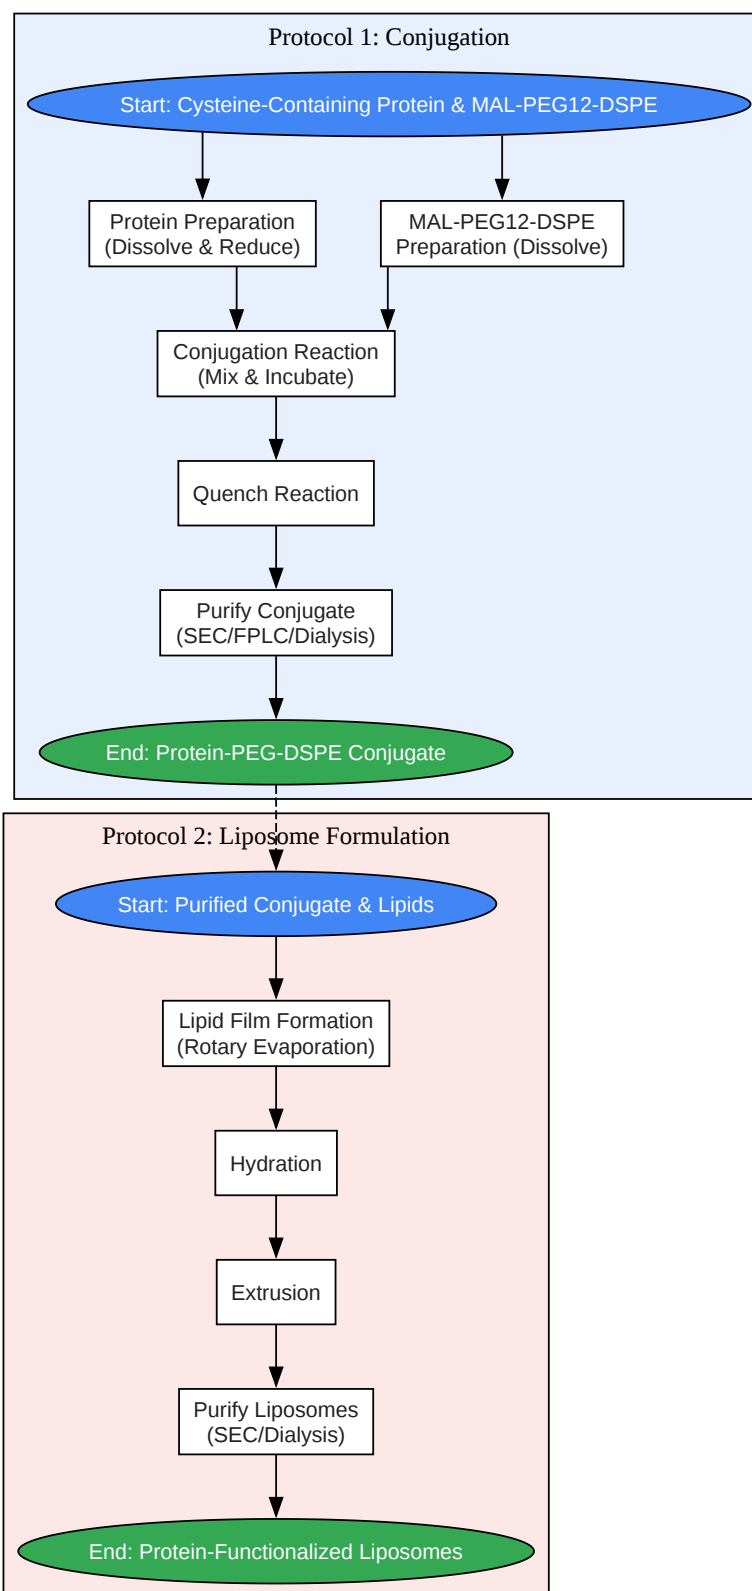 Protocol 1: Conjugation
Start: Cysteine-Containing Protein & MAL-PEG12-DSPE
Protein Preparation
(Dissolve & Reduce)
MAL-PEG12-DSPE
Preparation (Dissolve)
Conjugation Reaction
(Mix & Incubate)
Quench Reaction
Purify Conjugate
(SEC/FPLC/Dialysis)
End: Protein-PEG-DSPE Conjugate
Protocol 2: Liposome Formulation
Start: Purified Conjugate & Lipids
Lipid Film Formation
(Rotary Evaporation)
Hydration
Extrusion
Purify Liposomes
(SEC/Dialysis)
End: Protein-Functionalized Liposomes